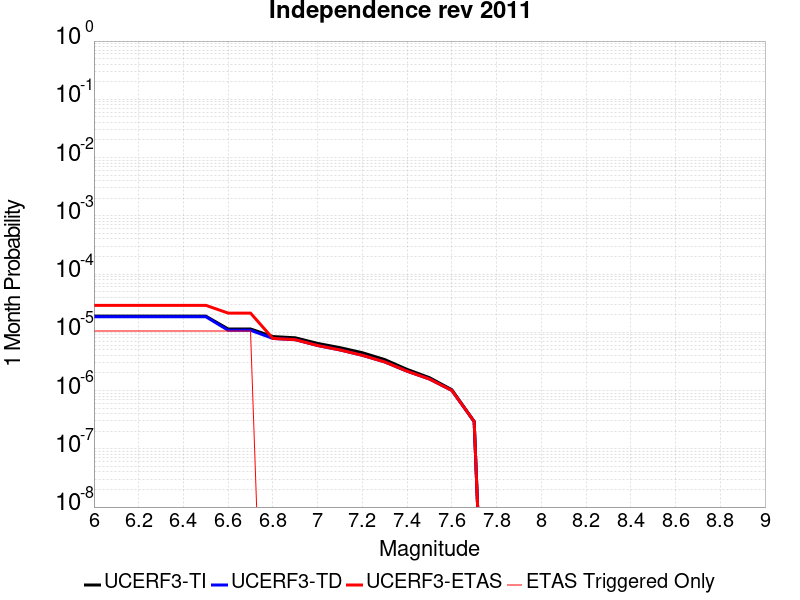 Independence rev 2011
10^0
10^-1
10^-2
10^-3
10^-4
10^-5
10^-6
10^-7
10^-8
1 Month Probability
6 6.2 6.4 6.6 6.8 7 7.2 7.4 7.6 7.8 8 8.2 8.4 8.6 8.8 9
Magnitude
UCERF3-TI UCERF3-TD UCERF3-ETAS ETAS Triggered Only